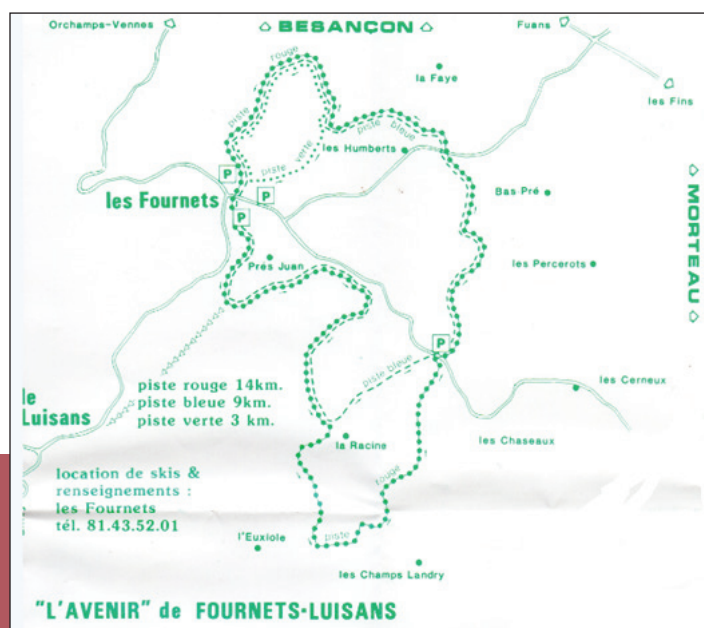 Orchamps-Vennes
BESANÇON
Fuans
la Faye
les Fins
piste rouge
piste bleue
piste verte
les Humberts
P
P
P
les Fournets
Bas-Pré
MORTEAU
Prés Juan
les Percerots
P
piste bleue
piste rouge 14km.
piste bleue 9km.
piste verte 3 km.
les Cerneux
le
Luisans
la Racine
les Chaseaux
location de skis &
renseignements :
les Fournets
tél. 81.43.52.01
piste rouge
l'Euxiole
les Champs Landry
"L'AVENIR" de FOURNETS-LUISANS